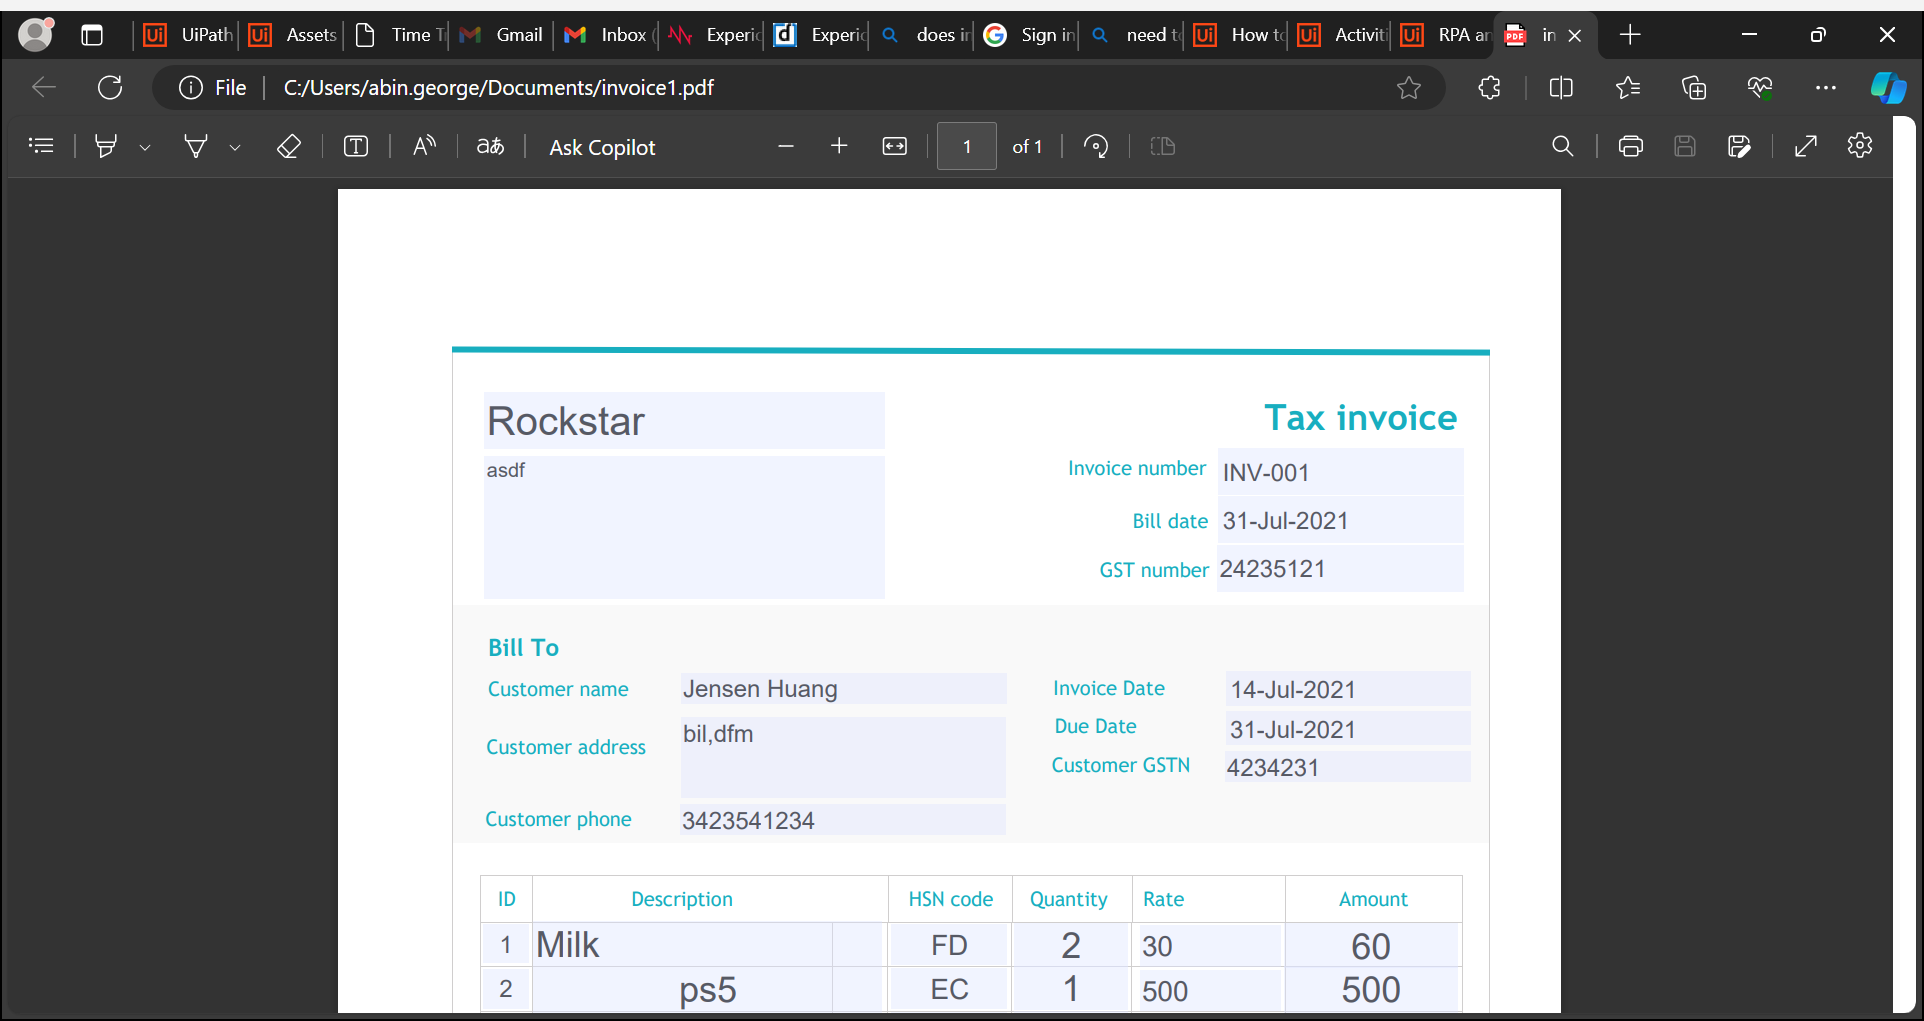 UiPath
Assets
Time T
Gmail
Inbox (
Experic
Experic
does in
Sign in
need to
How to
Activiti
RPA an
in
File
C:/Users/abin.george/Documents/invoice1.pdf
Ask Copilot
1 of 1
Rockstar
asdf
Tax invoice
Invoice number INV-001
Bill date 31-Jul-2021
GST number 24235121
Bill To
Customer name Jensen Huang
Customer address bil,dfm
Customer phone 3423541234
Invoice Date 14-Jul-2021
Due Date 31-Jul-2021
Customer GSTN 4234231
ID Description HSN code Quantity Rate Amount
1 Milk FD 2 30 60
2 ps5 EC 1 500 500